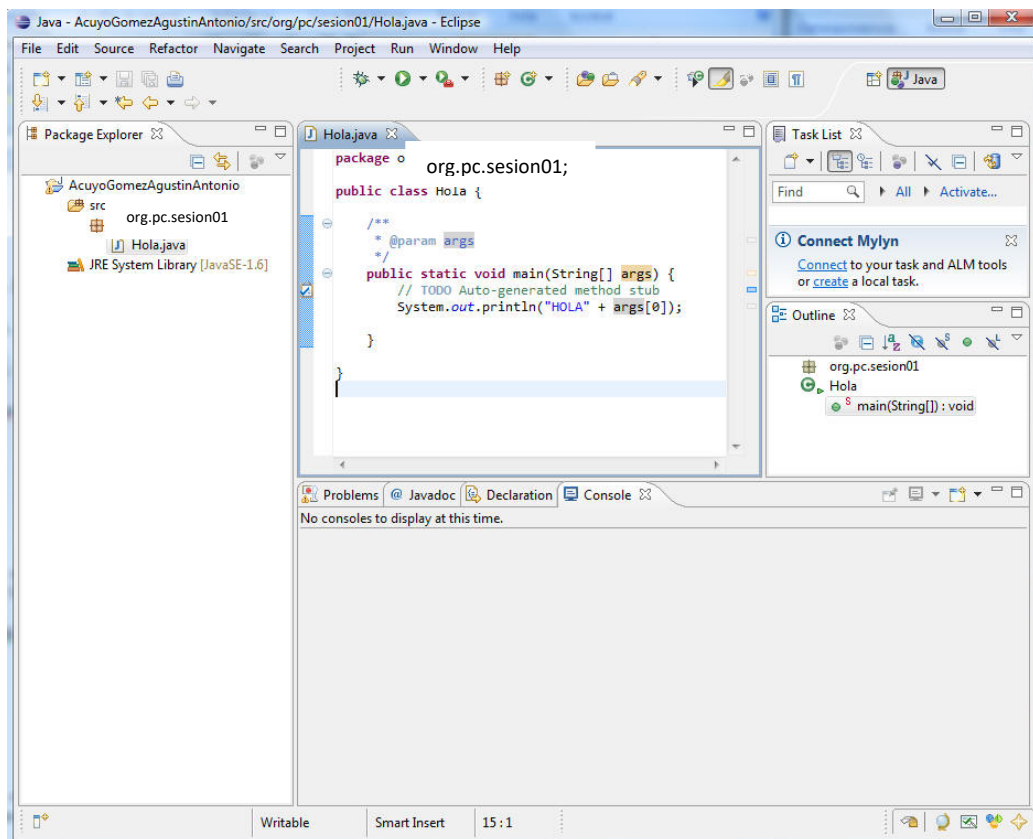 Java - AcuyoGomezAgustinAntonio/src/org/pc/sesion01/Hola.java - Eclipse
File Edit Source Refactor Navigate Search Project Run Window Help
Java
Package Explorer
AcuyoGomezAgustinAntonio
src
org.pc.sesion01
Hola.java
JRE System Library [JavaSE-1.6]
Hola.java
package o org.pc.sesion01;
public class Hola {
/**
* @param args
*/
public static void main(String[] args) {
// TODO Auto-generated method stub
System.out.println("HOLA" + args[0]);
}
}
Task List
Find All Activate...
Connect Mylyn
Connect to your task and ALM tools
or create a local task.
Outline
org.pc.sesion01
Hola
main(String[]) : void
Problems @ Javadoc Declaration Console
No consoles to display at this time.
Writable Smart Insert 15 : 1